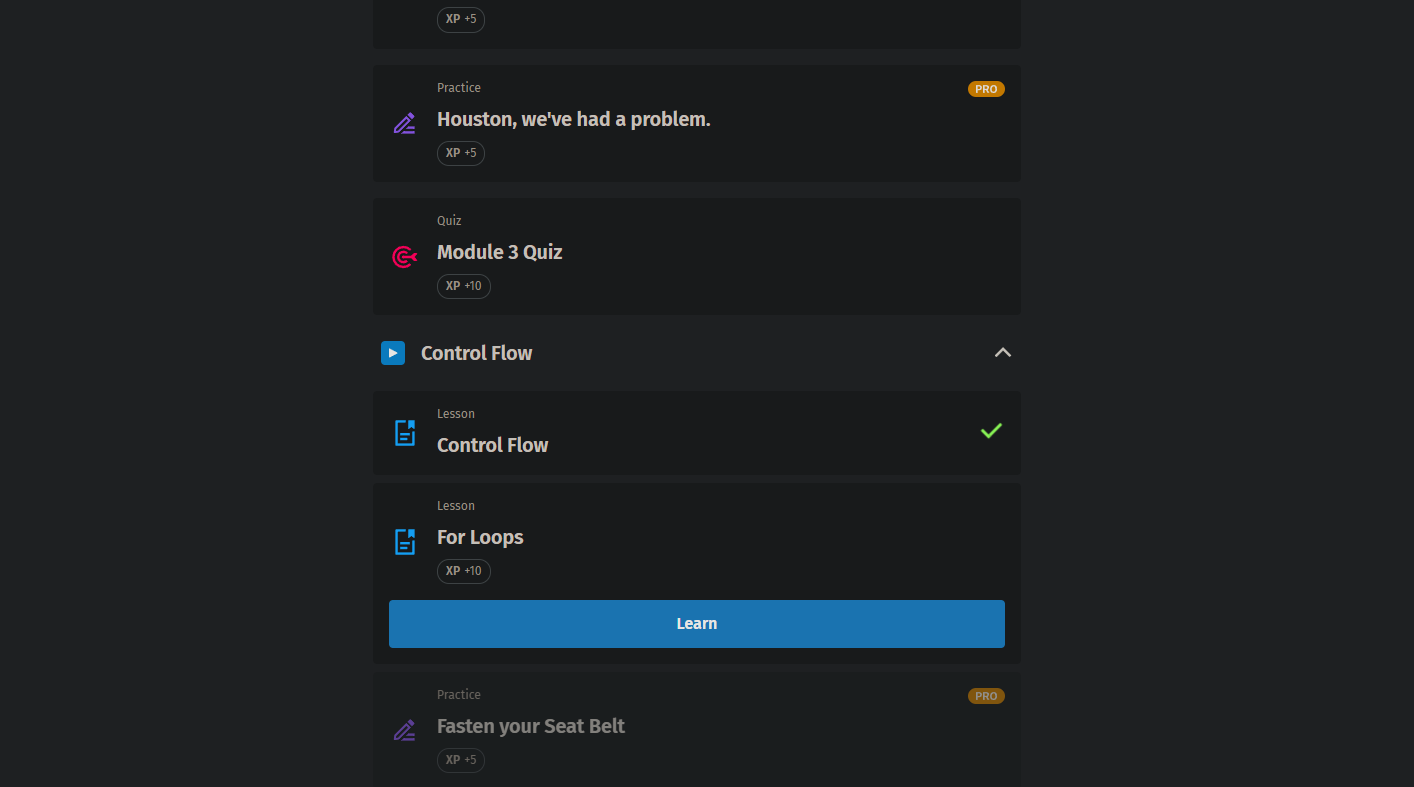 XP +5
Practice
PRO
Houston, we've had a problem.
XP +5
Quiz
Module 3 Quiz
XP +10
Control Flow
Lesson
Control Flow
Lesson
For Loops
XP +10
Learn
Practice
PRO
Fasten your Seat Belt
XP +5